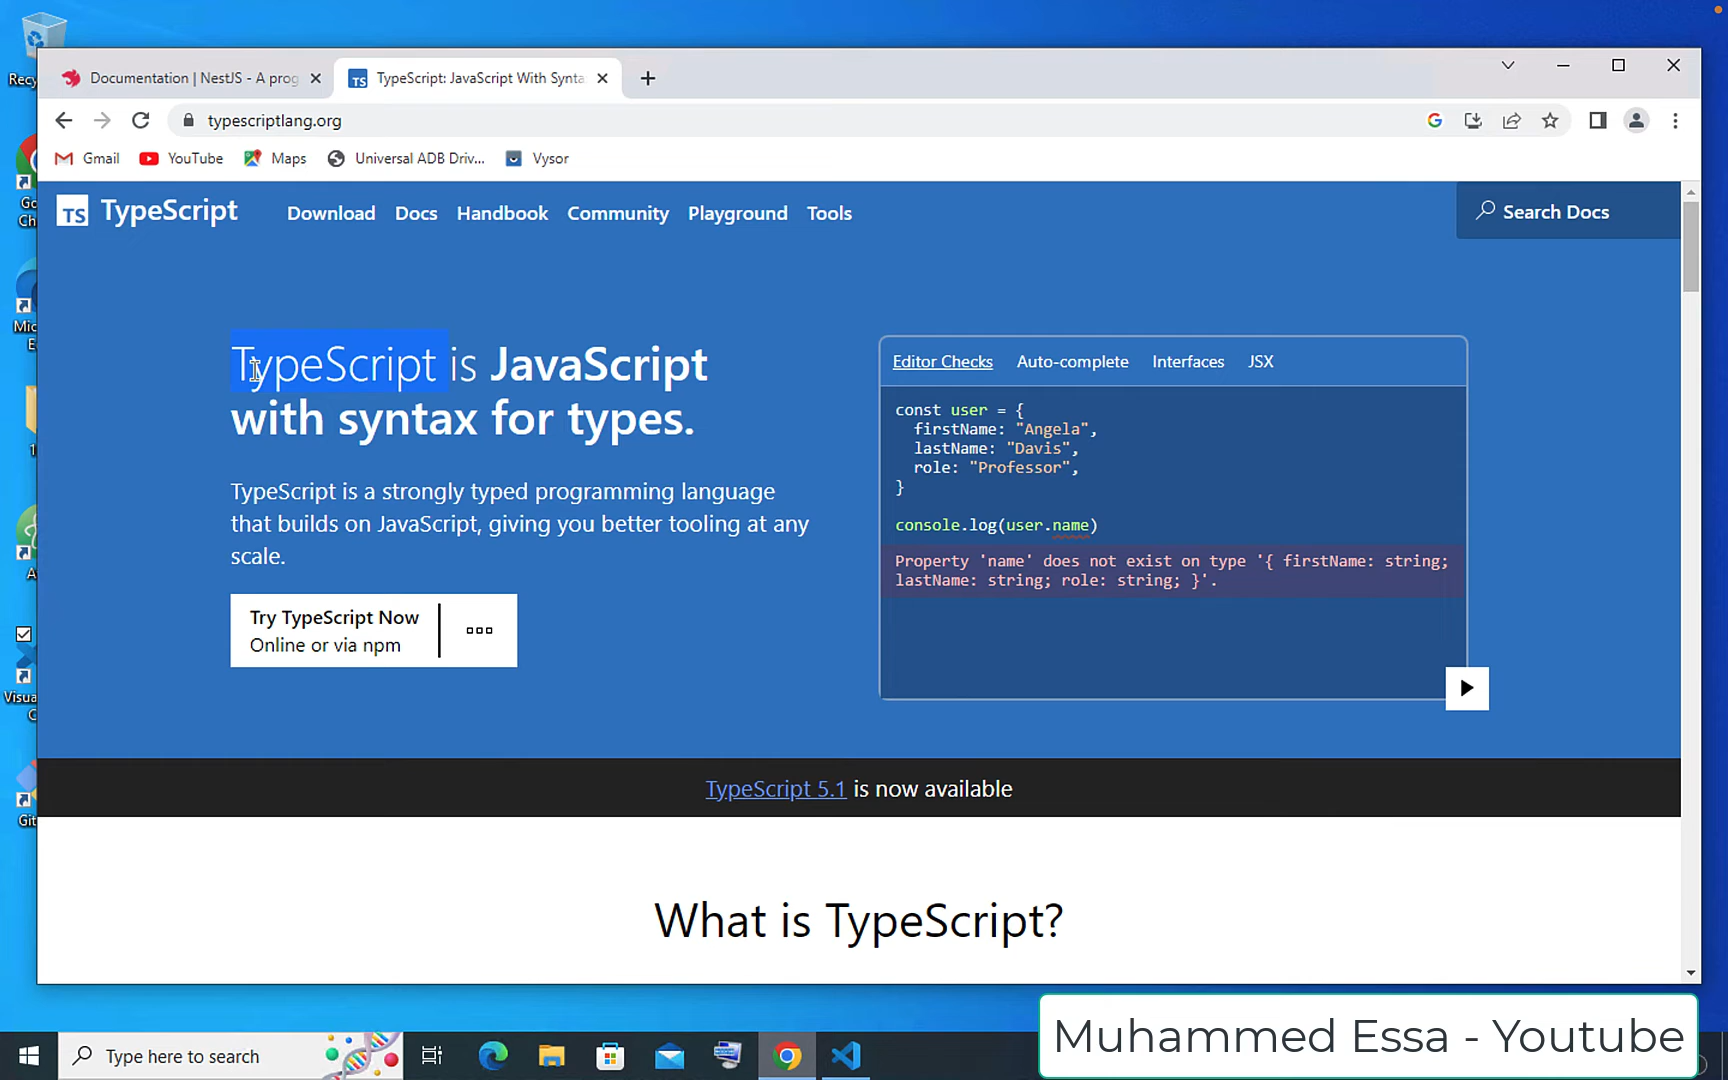 Documentation | NestJS - A prog
TypeScript: JavaScript With Synta
typescriptlang.org
Gmail
YouTube
Maps
Universal ADB Driv...
Vysor
TS TypeScript
Download
Docs
Handbook
Community
Playground
Tools
Search Docs
TypeScript is JavaScript
with syntax for types.
TypeScript is a strongly typed programming language
that builds on JavaScript, giving you better tooling at any
scale.
Try TypeScript Now
Online or via npm
Editor Checks
Auto-complete
Interfaces
JSX
const user = {
firstName: "Angela",
lastName: "Davis",
role: "Professor",
}
console.log(user.name)
Property 'name' does not exist on type '{ firstName: string;
lastName: string; role: string; }'.
TypeScript 5.1 is now available
What is TypeScript?
Muhammed Essa - Youtube
Type here to search